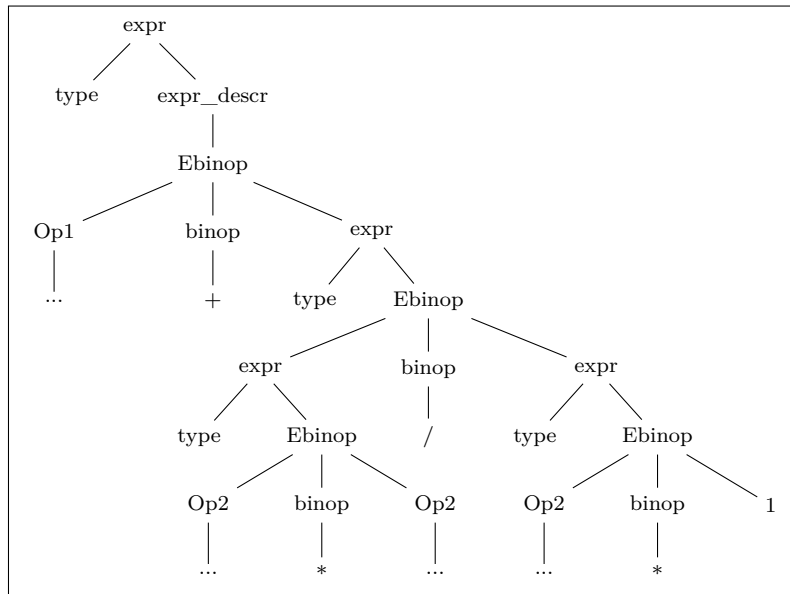 expr
type expr_descr
Ebinop
Op1 binop expr
... + type Ebinop
expr binop expr
type Ebinop / type Ebinop
Op2 binop Op2 Op2 binop 1
... * ... ... *